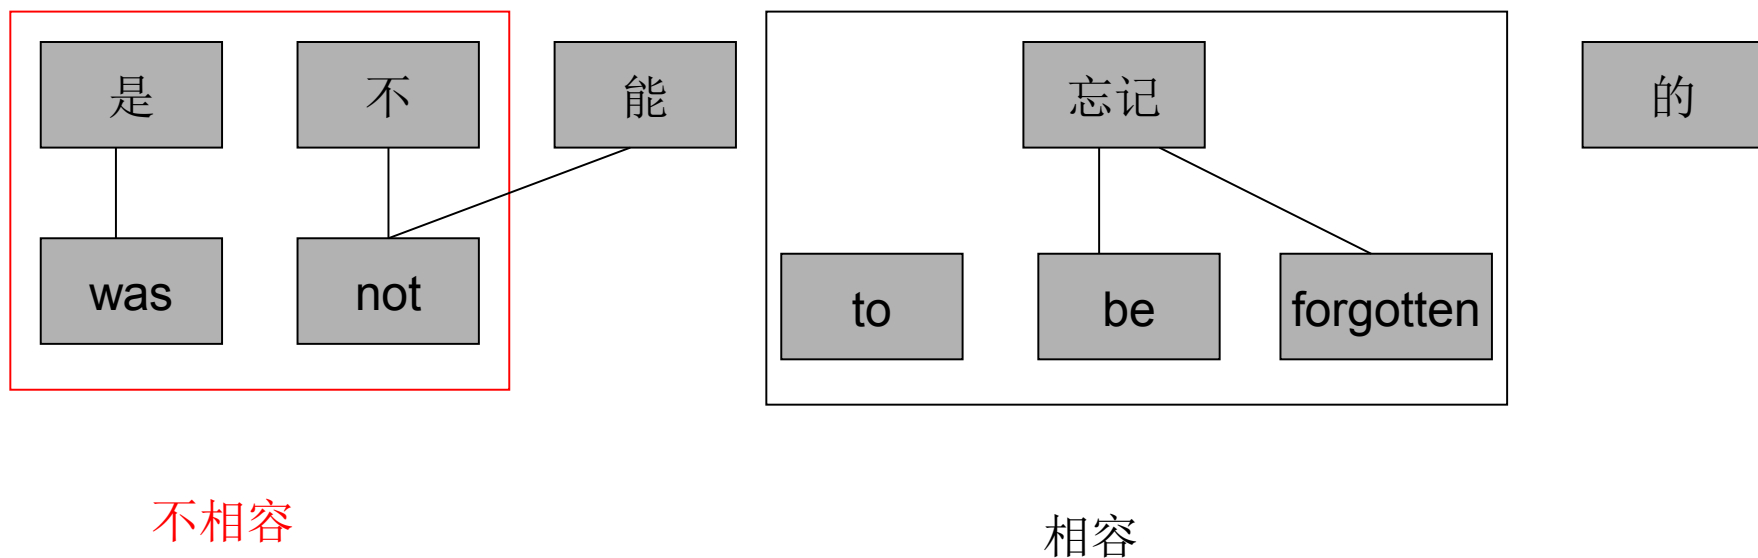 是 不 能 忘记 的
was not to be forgotten
不相容 相容